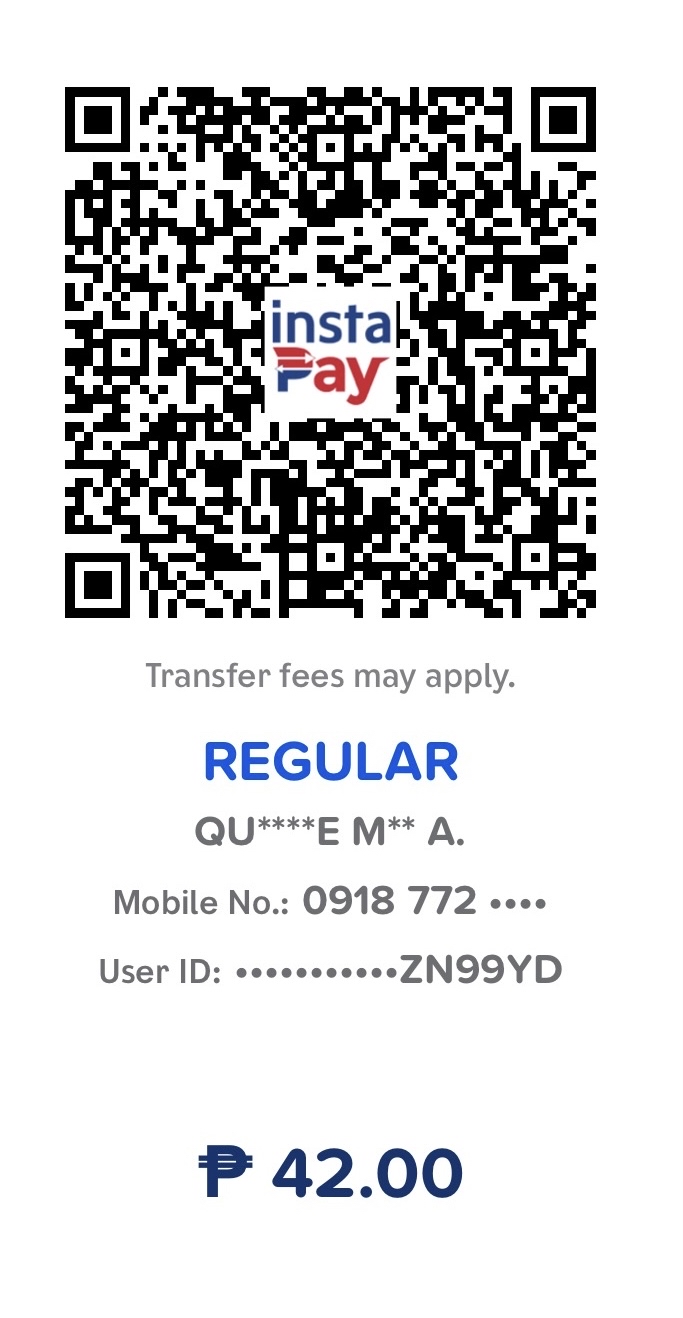 insta
Pay
Transfer fees may apply.
REGULAR
QU****E M** A.
Mobile No.: 0918 772 ••••
User ID: •••••••••••ZN99YD
₱ 42.00